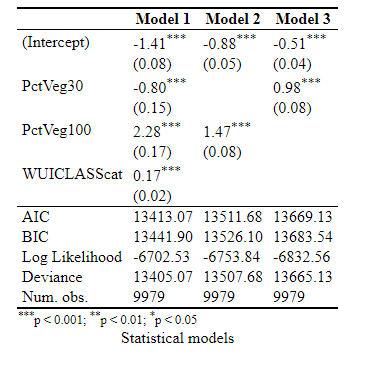 Model 1 Model 2 Model 3
(Intercept) -1.41*** -0.88*** -0.51***
(0.08) (0.05) (0.04)
PctVeg30 -0.80*** 0.98***
(0.15) (0.08)
PctVeg100 2.28*** 1.47***
(0.17) (0.08)
WUICLASScat 0.17***
(0.02)
AIC 13413.07 13511.68 13669.13
BIC 13441.90 13526.10 13683.54
Log Likelihood -6702.53 -6753.84 -6832.56
Deviance 13405.07 13507.68 13665.13
Num. obs. 9979 9979 9979
***p < 0.001; **p < 0.01; *p < 0.05
Statistical models